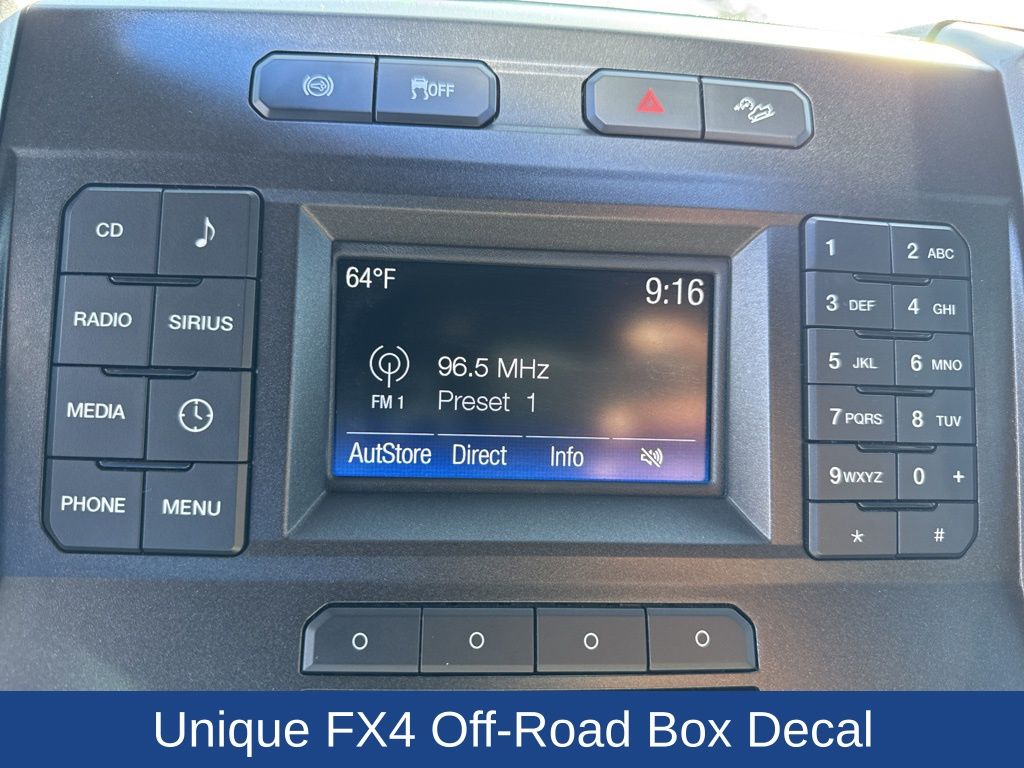 OFF
CD
RADIO SIRIUS
MEDIA
PHONE MENU
64°F 9:16
96.5 MHz
FM 1 Preset 1
AutStore Direct Info
1 2 ABC
3 DEF 4 GHI
5 JKL 6 MNO
7 PQRS 8 TUV
9 WXYZ 0 +
* #
Unique FX4 Off-Road Box Decal